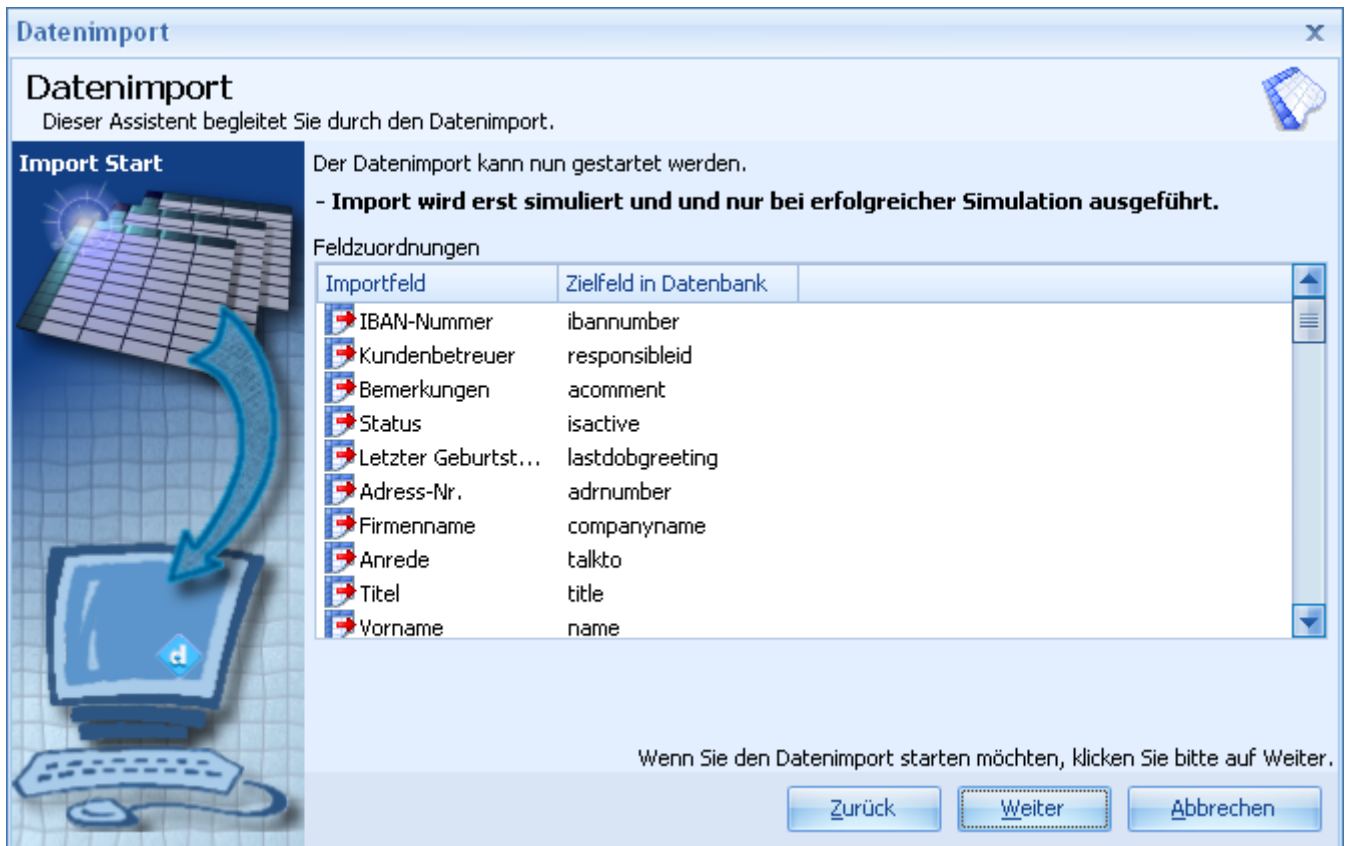 Datenimport
Datenimport
Dieser Assistent begleitet Sie durch den Datenimport.
Import Start
Der Datenimport kann nun gestartet werden.
- Import wird erst simuliert und und nur bei erfolgreicher Simulation ausgeführt.
Feldzuordnungen
Importfeld Zielfeld in Datenbank
IBAN-Nummer ibannumber
Kundenbetreuer responsibleid
Bemerkungen acomment
Status isactive
Letzter Geburtst... lastdobgreeting
Adress-Nr. adrnumber
Firmenname companyname
Anrede talkto
Titel title
Vorname name
d
Wenn Sie den Datenimport starten möchten, klicken Sie bitte auf Weiter.
Zurück Weiter Abbrechen